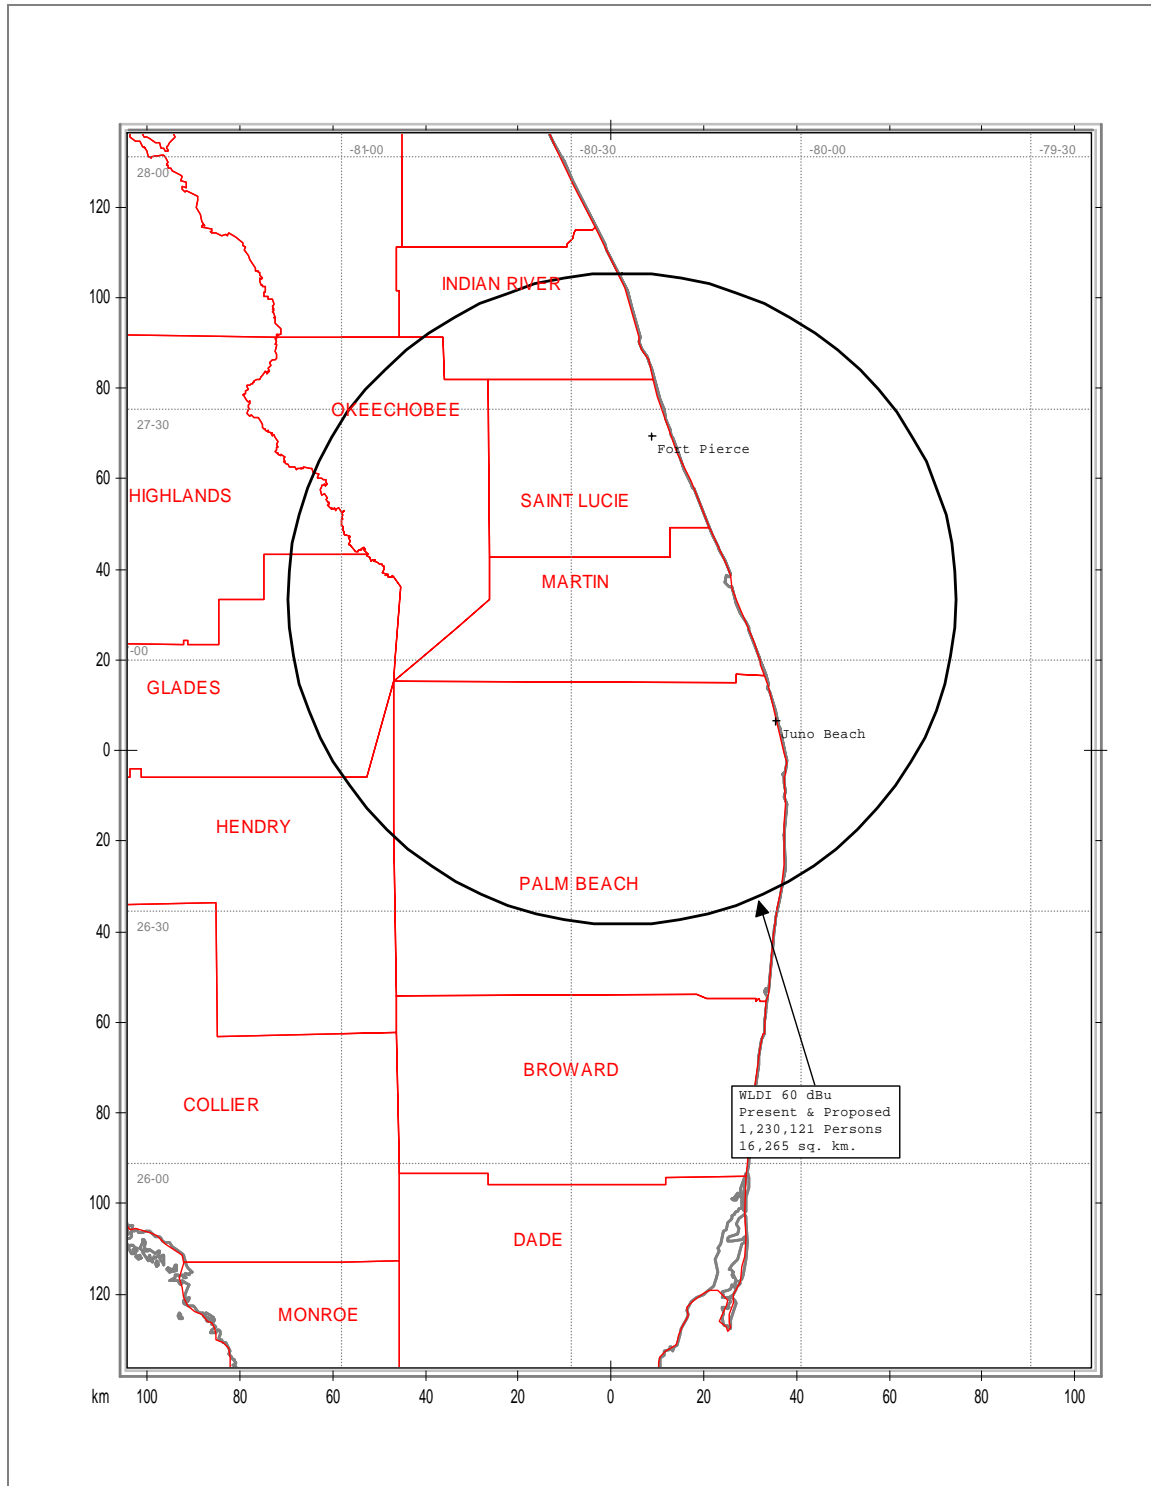 -81-00
-80-30
-80-00
-79-30
28-00
120
INDIAN RIVER
100
80
OKEECHOBEE
27-30
Fort Pierce
60
HIGHLANDS
SAINT LUCIE
40
MARTIN
20
-00
GLADES
Juno Beach
0
HENDRY
20
PALM BEACH
26-30
40
60
BROWARD
WLDI 60 dBu
Present & Proposed
1,230,121 Persons
16,265 sq. km.
COLLIER
80
26-00
100
DADE
120
MONROE
km 100 80 60 40 20 0 20 40 60 80 100